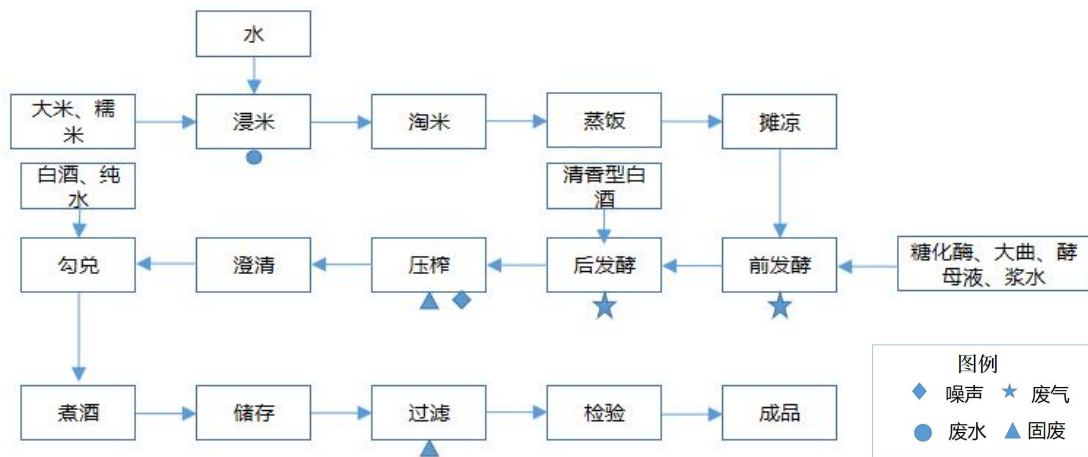 水
大米、糯
米
浸米
淘米
蒸饭
摊凉
白酒、纯
水
清香型白
酒
勾兑
澄清
压榨
后发酵
前发酵
糖化酶、大曲、酵
母液、浆水
煮酒
储存
过滤
检验
成品
图例
噪声
废气
废水
固废